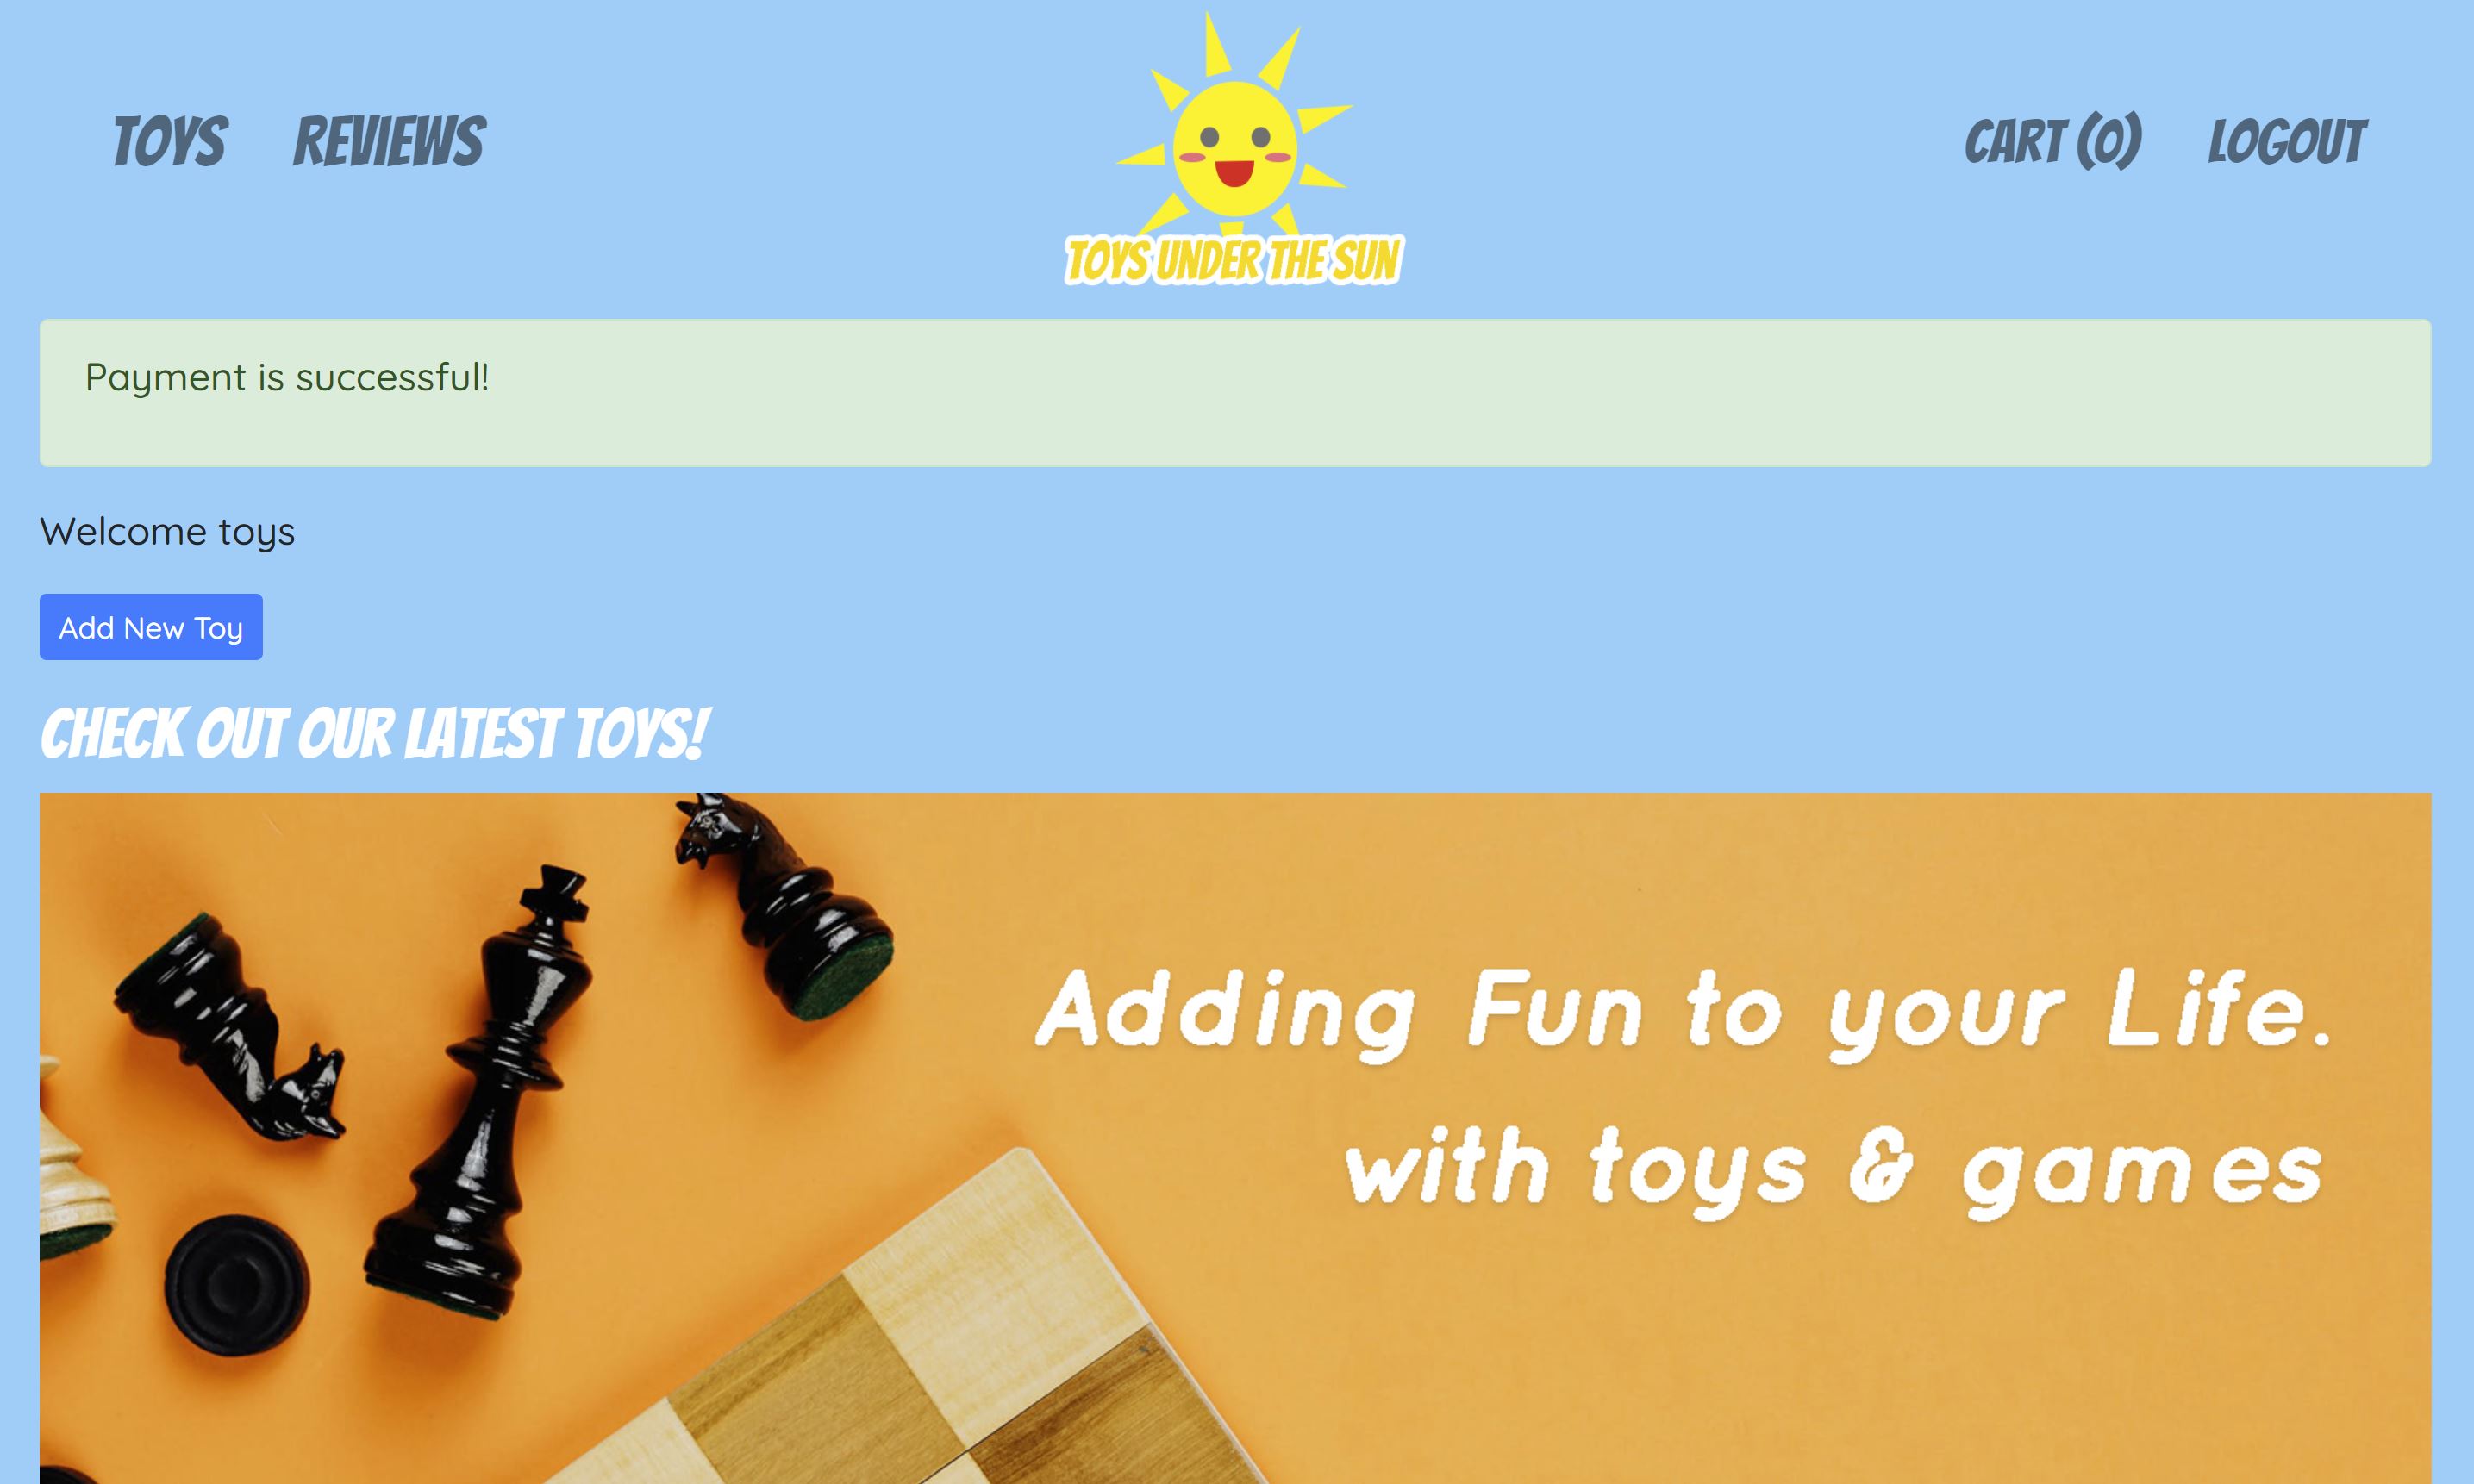 TOYS REVIEWS
TOYS UNDER THE SUN
CART (0) LOGOUT
Payment is successful!
Welcome toys
Add New Toy
CHECK OUT OUR LATEST TOYS!
Adding Fun to your Life.
with toys & games